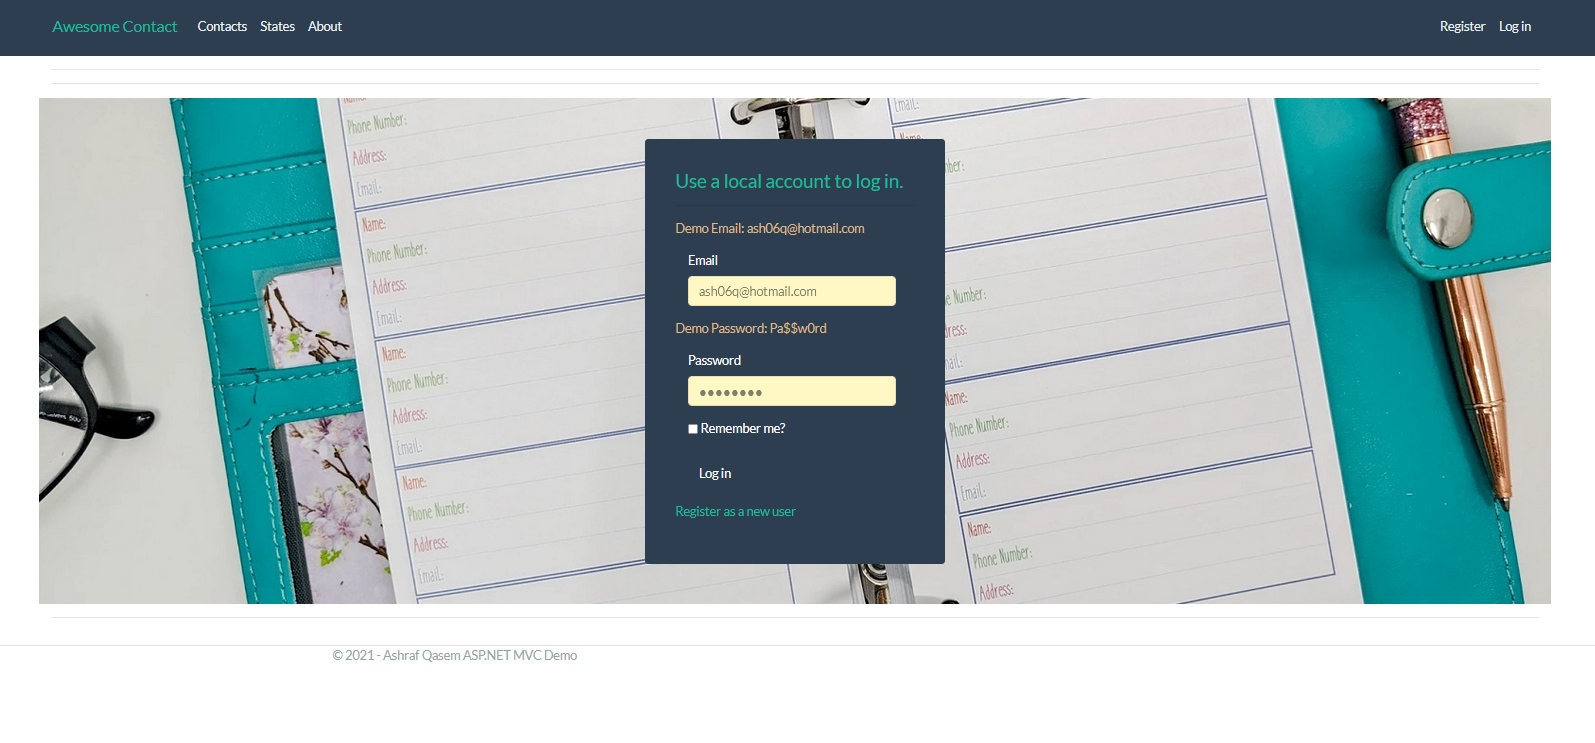 Awesome Contact Contacts States About Register Log in
Name:
Phone Number:
Address:
Email:
Name:
Phone Number:
Address:
Email:
Name:
Phone Number:
Address:
Email:
Name:
Phone Number:
Address:
Email:
Use a local account to log in.
Demo Email: ash06q@hotmail.com
Email
ash06q@hotmail.com
Demo Password: Pa$$w0rd
Password
••••••••
Remember me?
Log in
Register as a new user
Email:
Name:
Number:
Number:
Name:
Phone Number:
Address:
Email:
Name:
Phone Number:
Address:
© 2021 - Ashraf Qasem ASP.NET MVC Demo